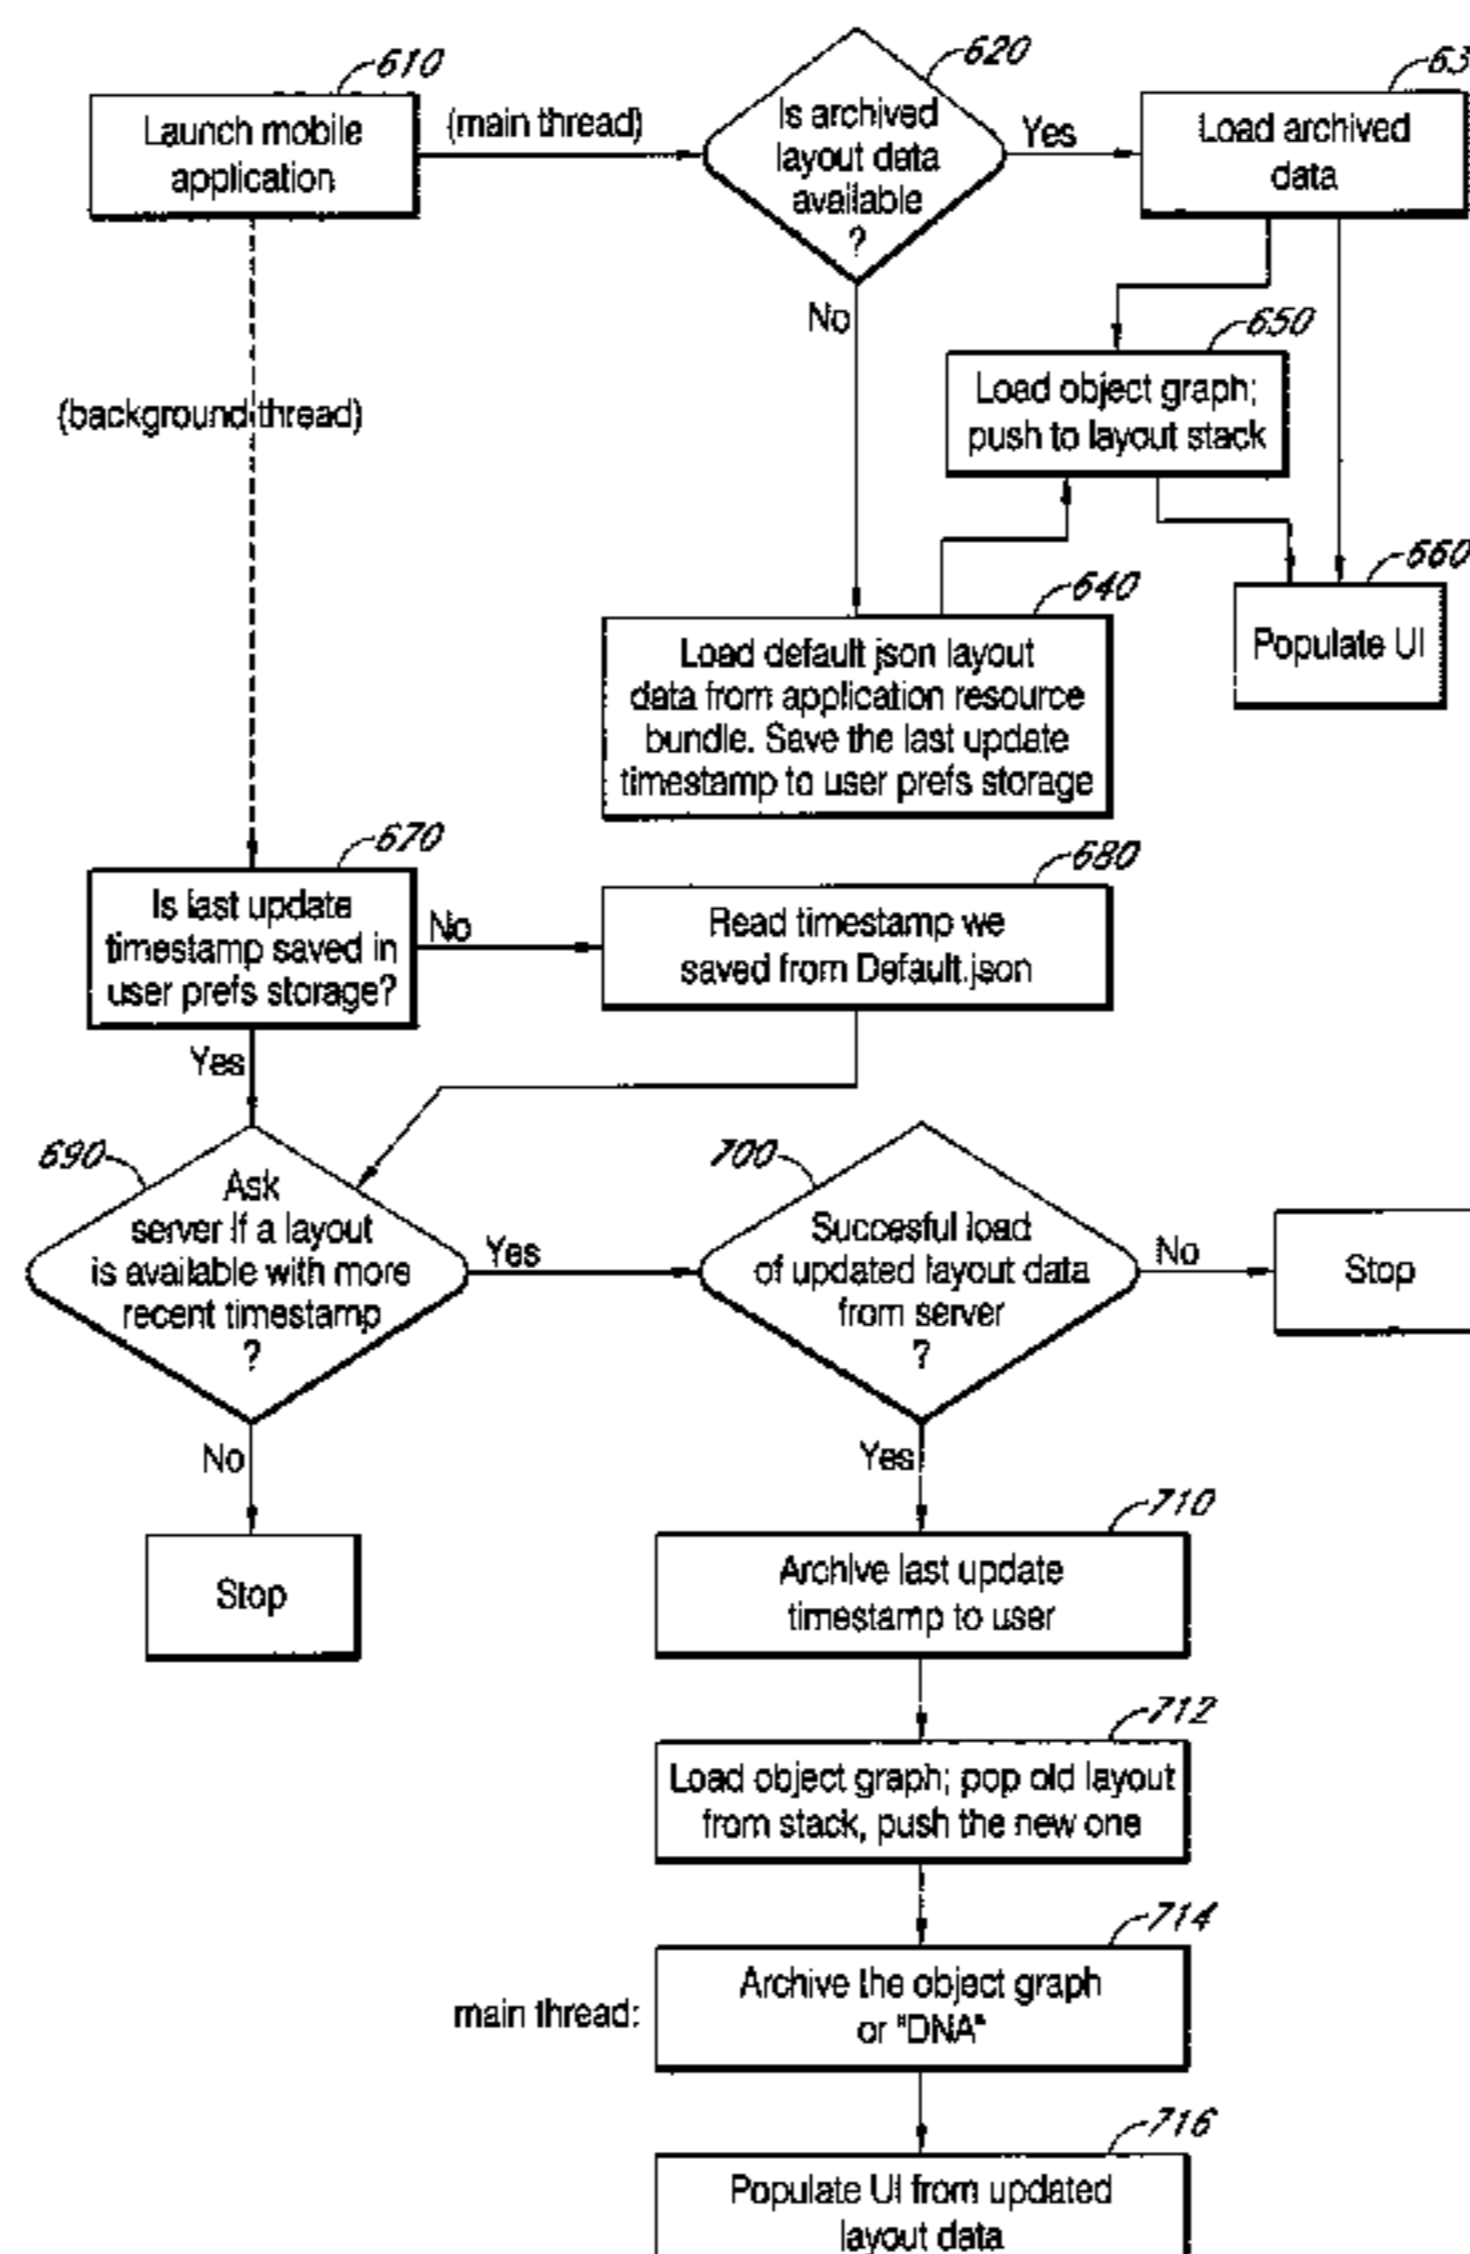 610
Launch mobile
application
(main thread)
620
Is archived
layout data
available
?
Yes
63
Load archived
data
No
650
Load object graph;
push to layout stack
(background thread)
660
Populate UI
640
Load default json layout
data from application resource
bundle. Save the last update
timestamp to user prefs storage
670
Is last update
timestamp saved in
user prefs storage?
No
680
Read timestamp we
saved from Default.json
Yes
690
Ask
server if a layout
is available with more
recent timestamp
?
Yes
700
Succesful load
of updated layout data
from server
?
No
Stop
No
Stop
Yes
710
Archive last update
timestamp to user
712
Load object graph; pop old layout
from stack, push the new one
714
main thread:
Archive the object graph
or "DNA"
716
Populate UI from updated
layout data